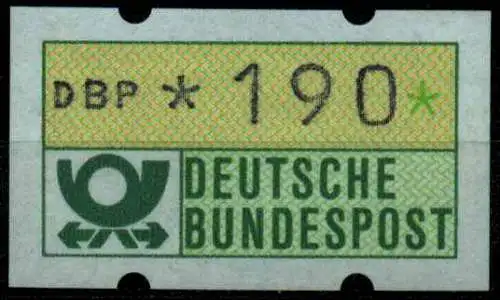 DBP * 190*
DEUTSCHE
BUNDESPOST